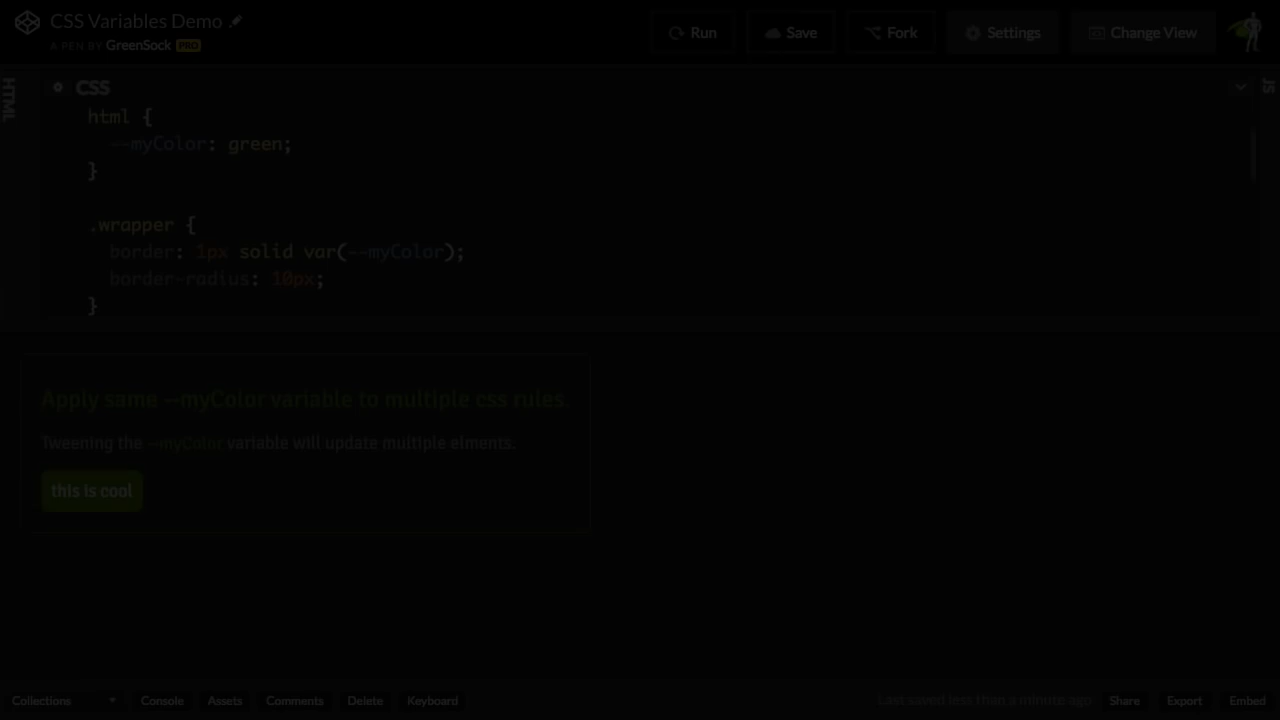 CSS Variables Demo
A PEN BY GreenSock PRO
Run
Save
Fork
Settings
Change View
HTML
CSS
JS
html {
--myColor: green;
}
.wrapper {
border: 1px solid var(--myColor);
border-radius: 10px;
}
Apply same --myColor variable to multiple css rules.
Tweening the --myColor variable will update multiple elments:
this is cool
Collections
Console
Assets
Comments
Delete
Keyboard
Last saved less than a minute ago
Share
Export
Embed